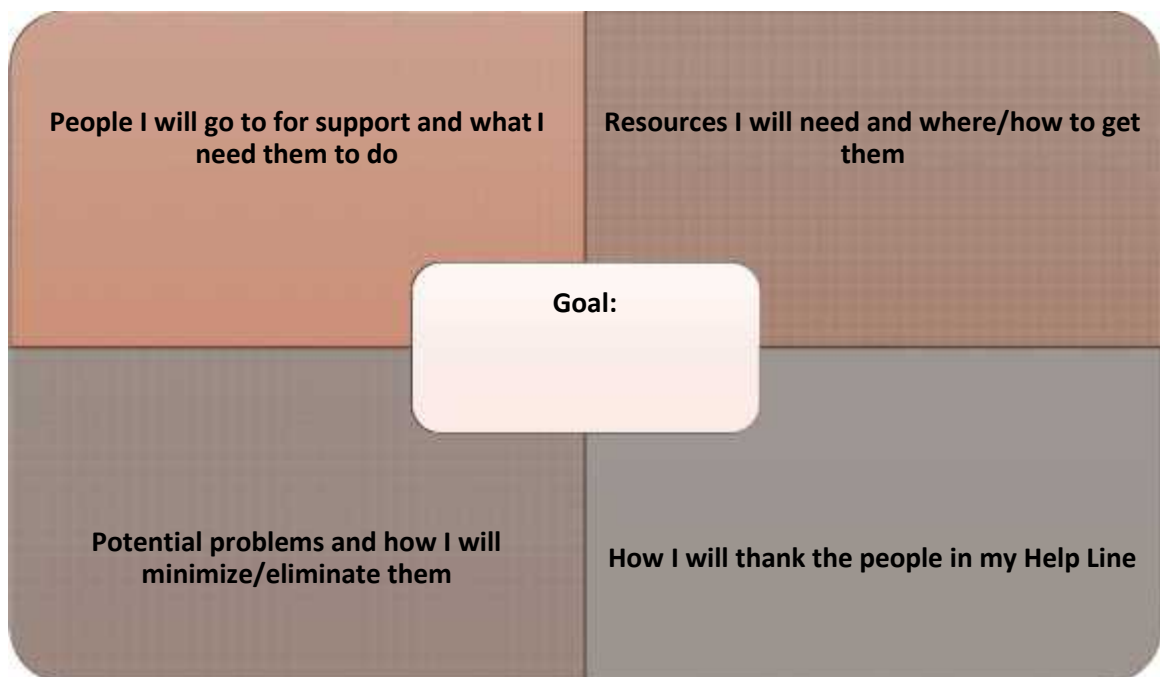 People I will go to for support and what I
need them to do
Resources I will need and where/how to get
them
Goal:
Potential problems and how I will
minimize/eliminate them
How I will thank the people in my Help Line